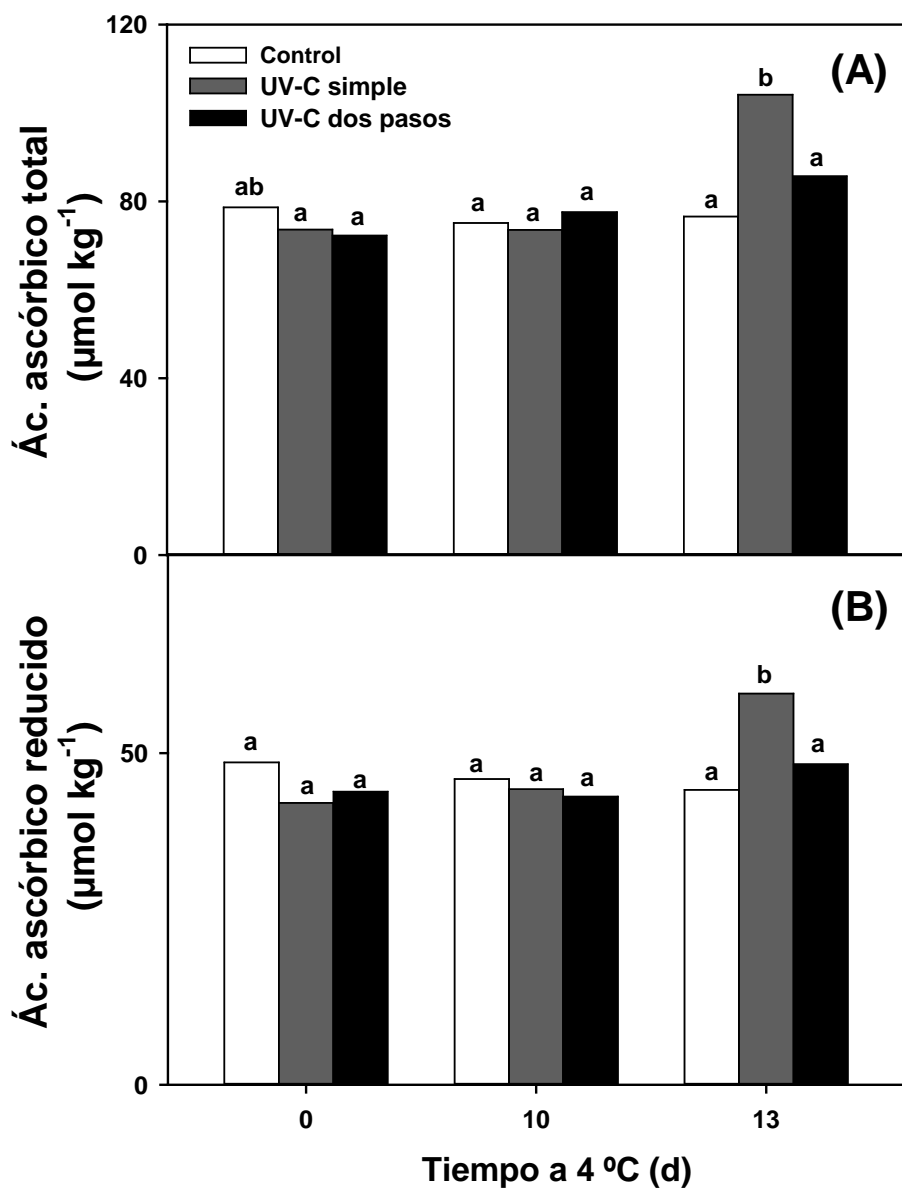 120
Control
UV-C simple
UV-C dos pasos
(A)
Ác. ascórbico total
(µmol kg⁻¹)
80
40
0
ab
a
a
a
a
a
a
b
a
(B)
Ác. ascórbico reducido
(µmol kg⁻¹)
50
0
a
a
a
a
a
a
a
b
a
0
10
13
Tiempo a 4 ºC (d)